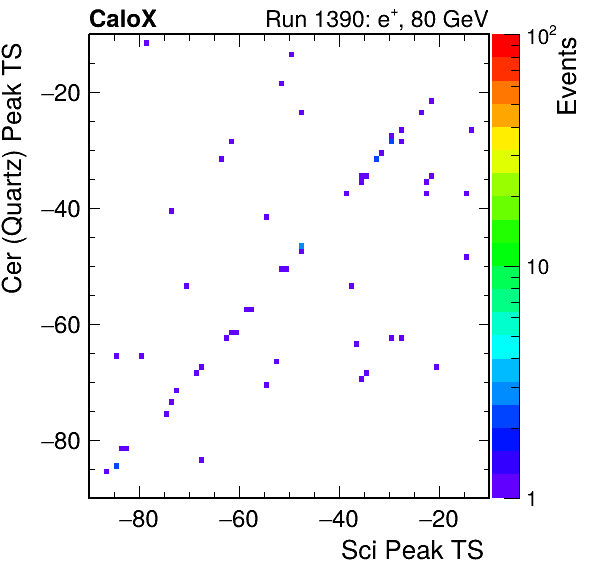 CaloX Run 1390: e⁺, 80 GeV
Cer (Quartz) Peak TS
−20
−40
−60
−80
−80 −60 −40 −20
Sci Peak TS
Events
10²
10
1